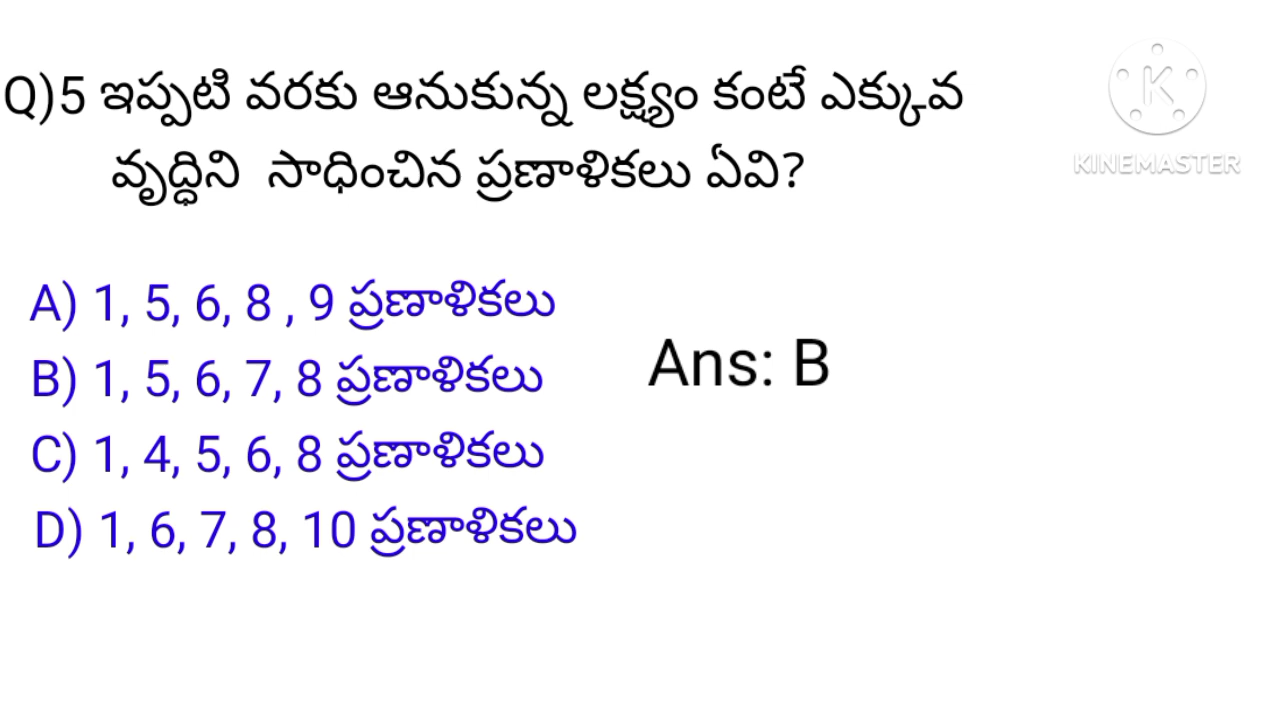 Q)5 ఇప్పటి వరకు ఆనుకున్న లక్ష్యం కంటే ఎక్కువ
వృద్ధిని సాధించిన ప్రణాళికలు ఏవి?
A) 1, 5, 6, 8 , 9 ప్రణాళికలు
B) 1, 5, 6, 7, 8 ప్రణాళికలు
Ans: B
C) 1, 4, 5, 6, 8 ప్రణాళికలు
D) 1, 6, 7, 8, 10 ప్రణాళికలు
K
KINEMASTER